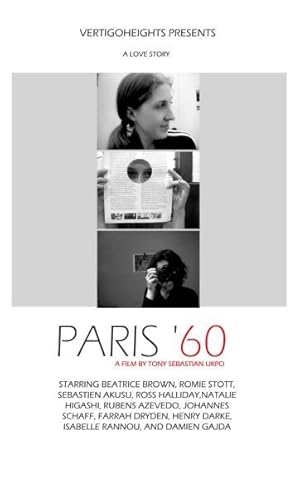 VERTIGOHEIGHTS PRESENTS
A LOVE STORY
PARIS '60
A FILM BY TONY SEBASTIAN UKPO
STARRING BEATRICE BROWN, ROMIE STOTT,
SEBASTIEN AKUSU, ROSS HALLIDAY,NATALIE
HIGASHI, RUBENS AZEVEDO, JOHANNES
SCHAFF, FARRAH DRYDEN, HENRY DARKE,
ISABELLE RANNOU, AND DAMIEN GAJDA